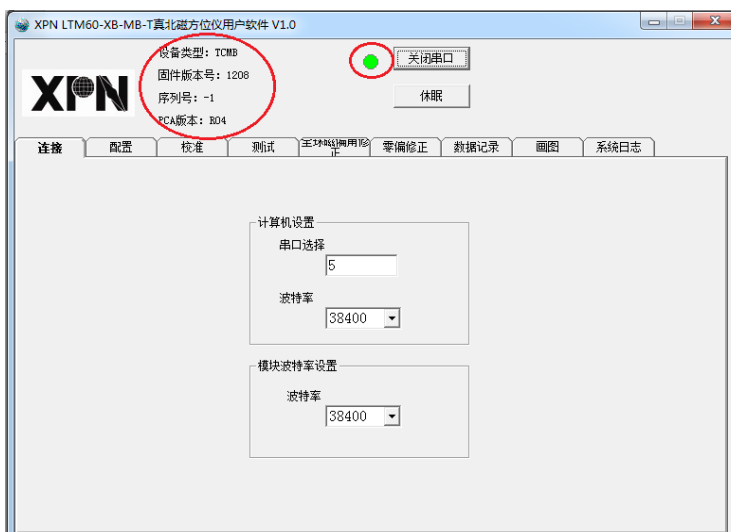 XPN LTM60-XB-MB-T真北磁方位仪用户软件 V1.0
设备类型: TCMB
固件版本号: 1208
序列号: -1
PCA版本: R04
XPN
关闭串口
休眠
连接 配置 校准 测试 零偏修正 数据记录 画图 系统日志
计算机设置
串口选择
5
波特率
38400
模块波特率设置
波特率
38400